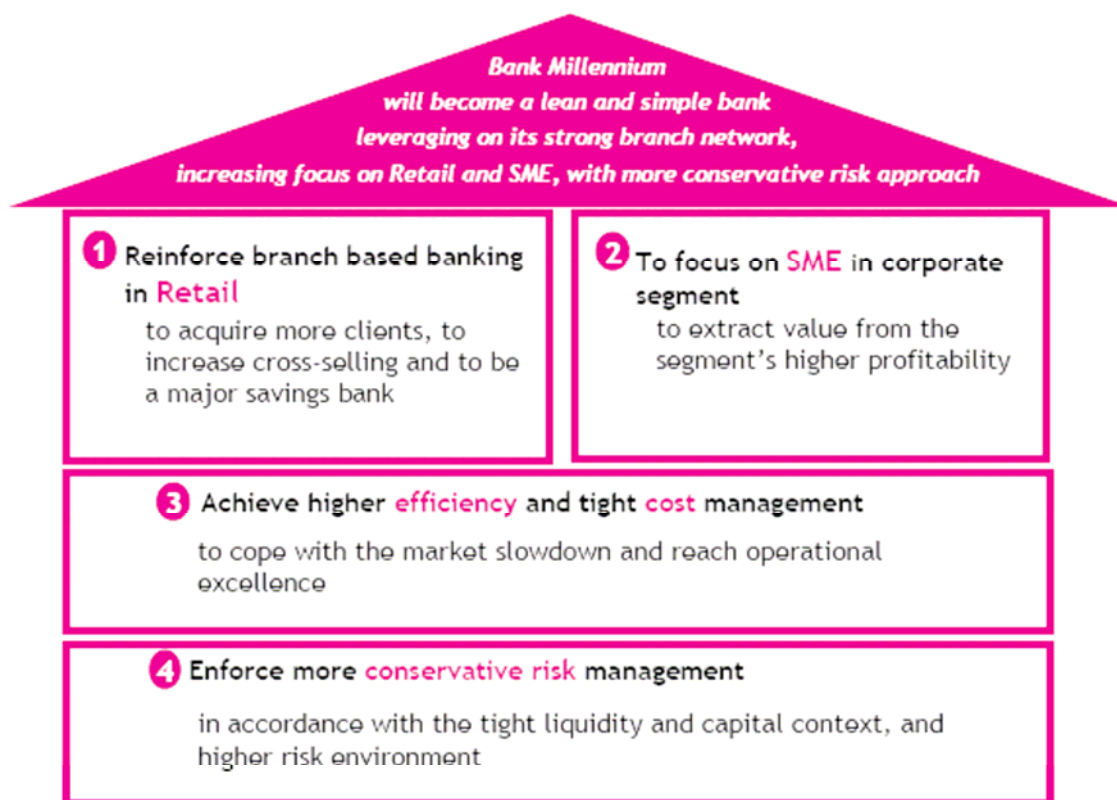 Bank Millennium
will become a lean and simple bank
leveraging on its strong branch network,
increasing focus on Retail and SME, with more conservative risk approach
1 Reinforce branch based banking
in Retail
to acquire more clients, to
increase cross-selling and to be
a major savings bank
2 To focus on SME in corporate
segment
to extract value from the
segment's higher profitability
3 Achieve higher efficiency and tight cost management
to cope with the market slowdown and reach operational
excellence
4 Enforce more conservative risk management
in accordance with the tight liquidity and capital context, and
higher risk environment